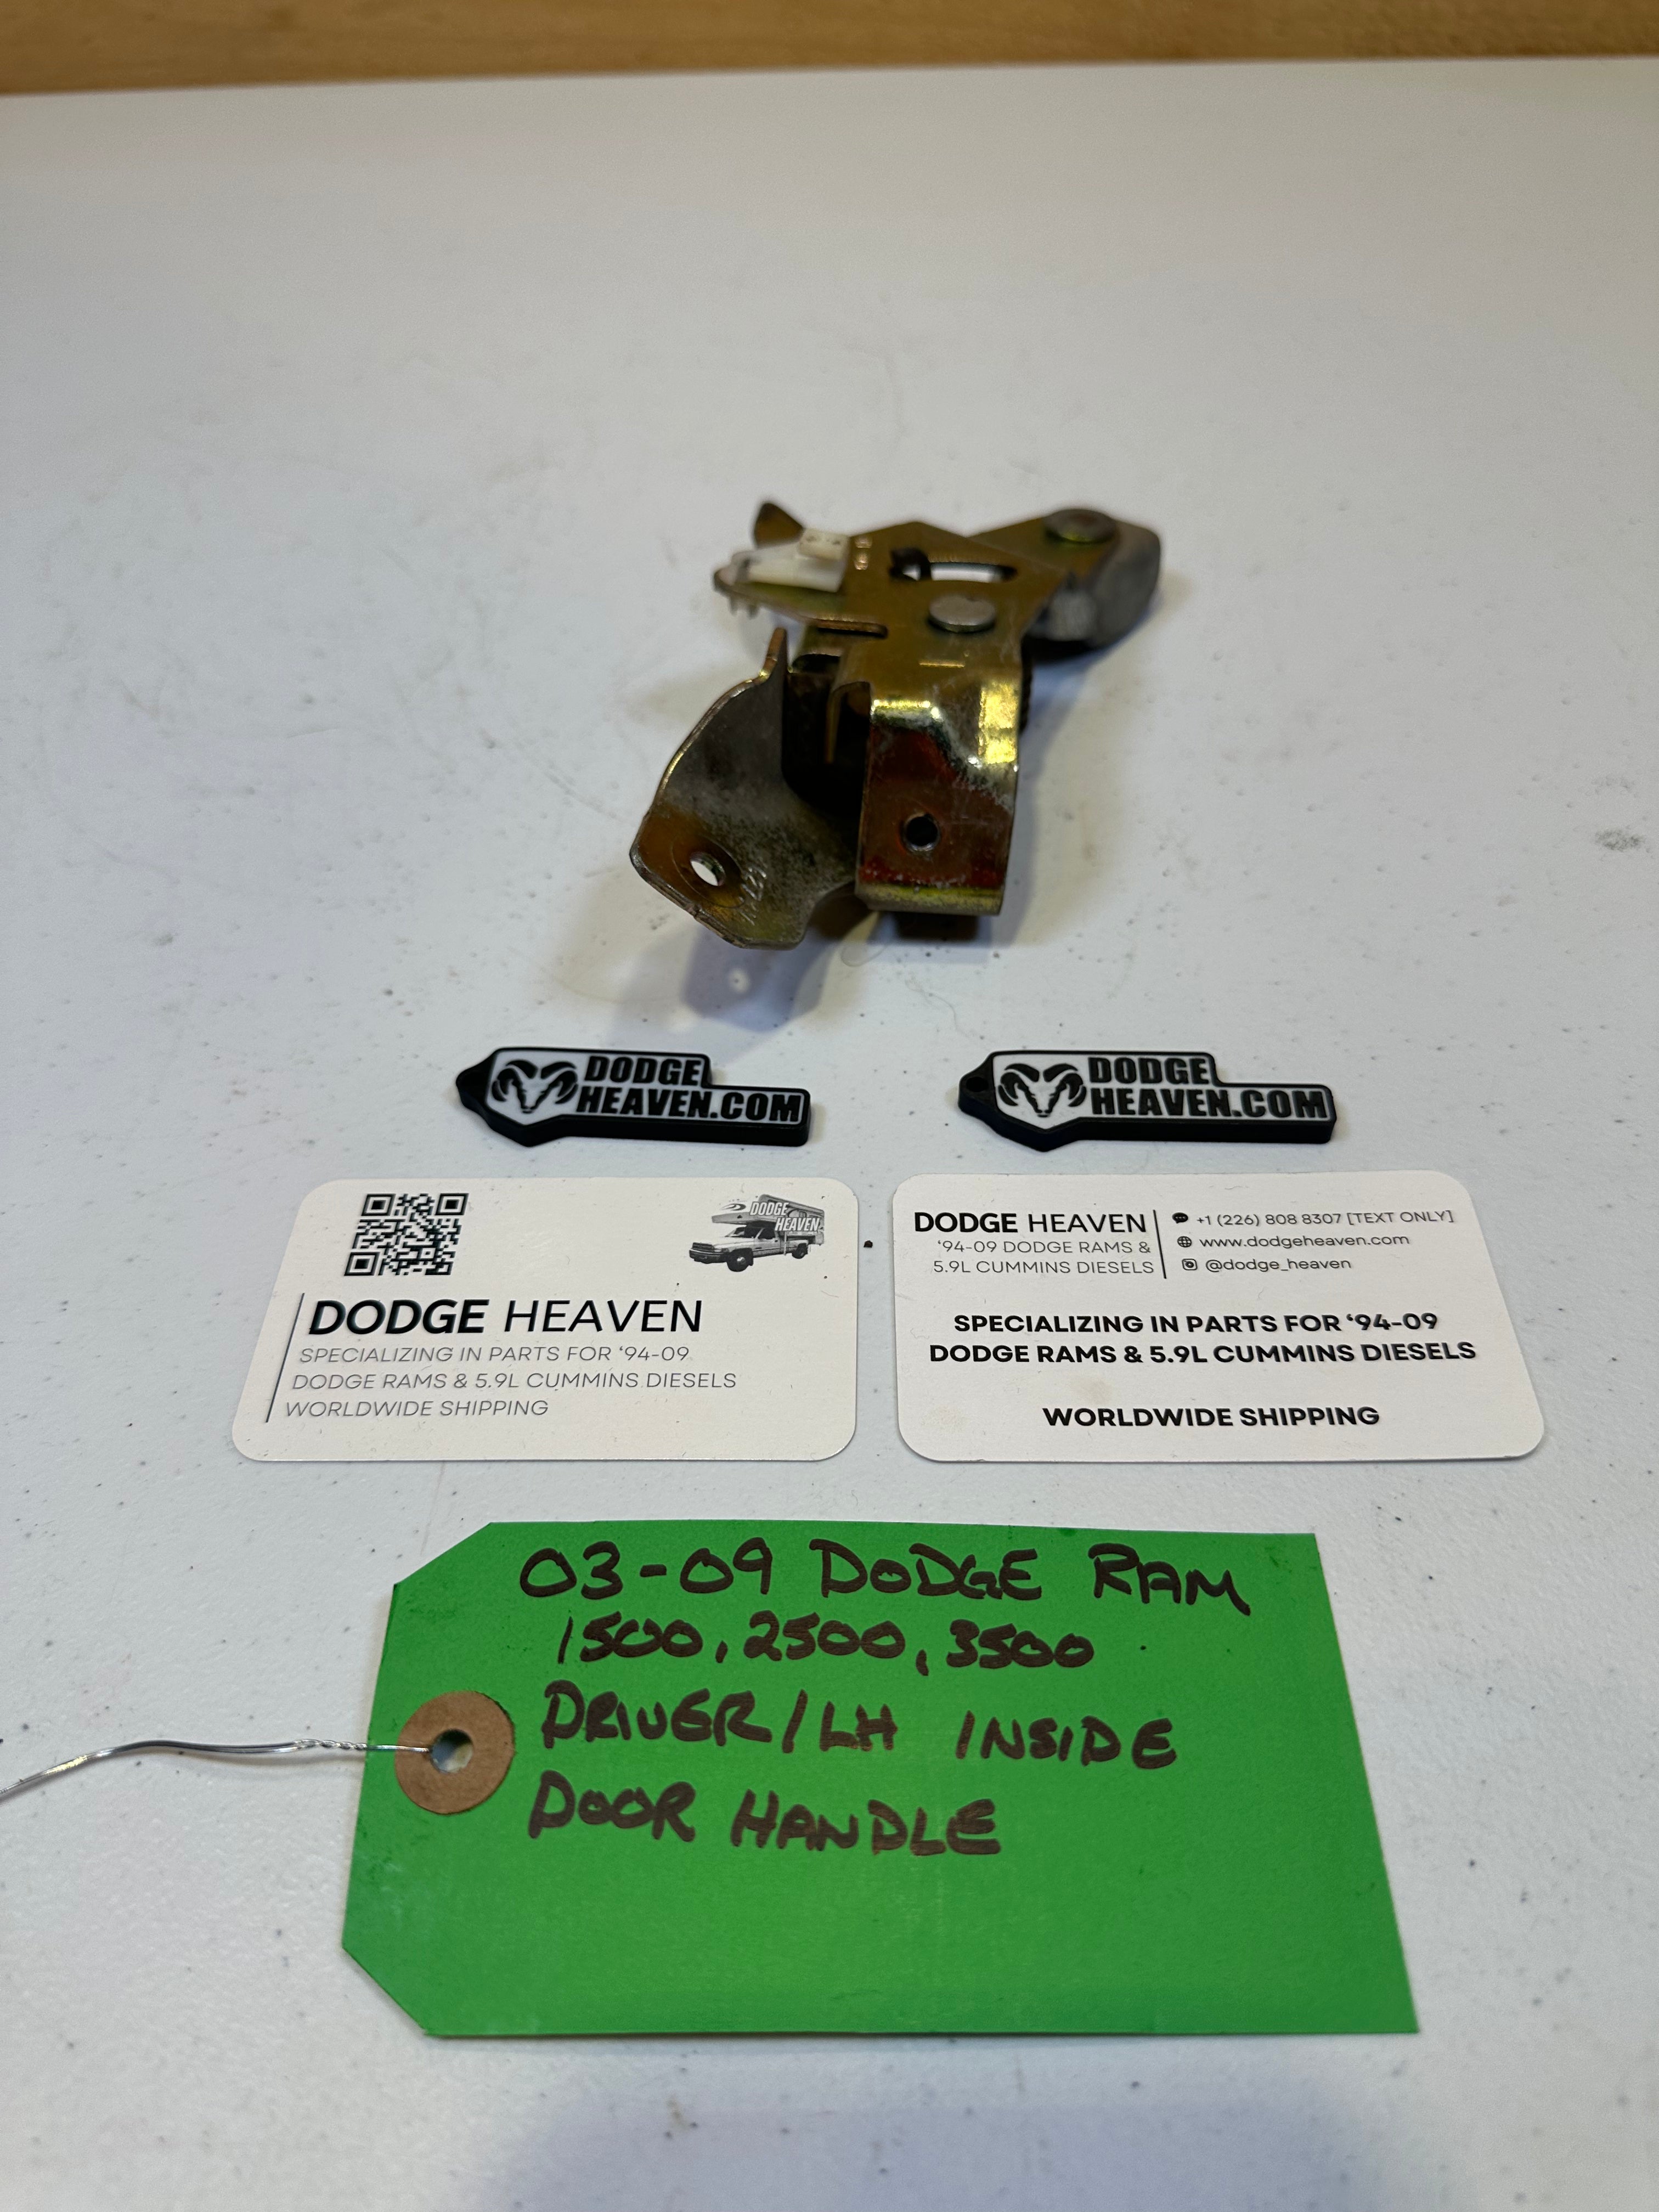 DODGE
HEAVEN.COM
DODGE
HEAVEN.COM
DODGE
HEAVEN
DODGE HEAVEN
SPECIALIZING IN PARTS FOR ‘94-09
DODGE RAMS & 5.9L CUMMINS DIESELS
WORLDWIDE SHIPPING
DODGE HEAVEN
‘94-09 DODGE RAMS &
5.9L CUMMINS DIESELS
+1 (226) 808 8307 [TEXT ONLY]
www.dodgeheaven.com
@dodge_heaven
SPECIALIZING IN PARTS FOR ‘94-09
DODGE RAMS & 5.9L CUMMINS DIESELS
WORLDWIDE SHIPPING
03-09 DODGE RAM
1500, 2500, 3500
DRIVER/LH INSIDE
DOOR HANDLE